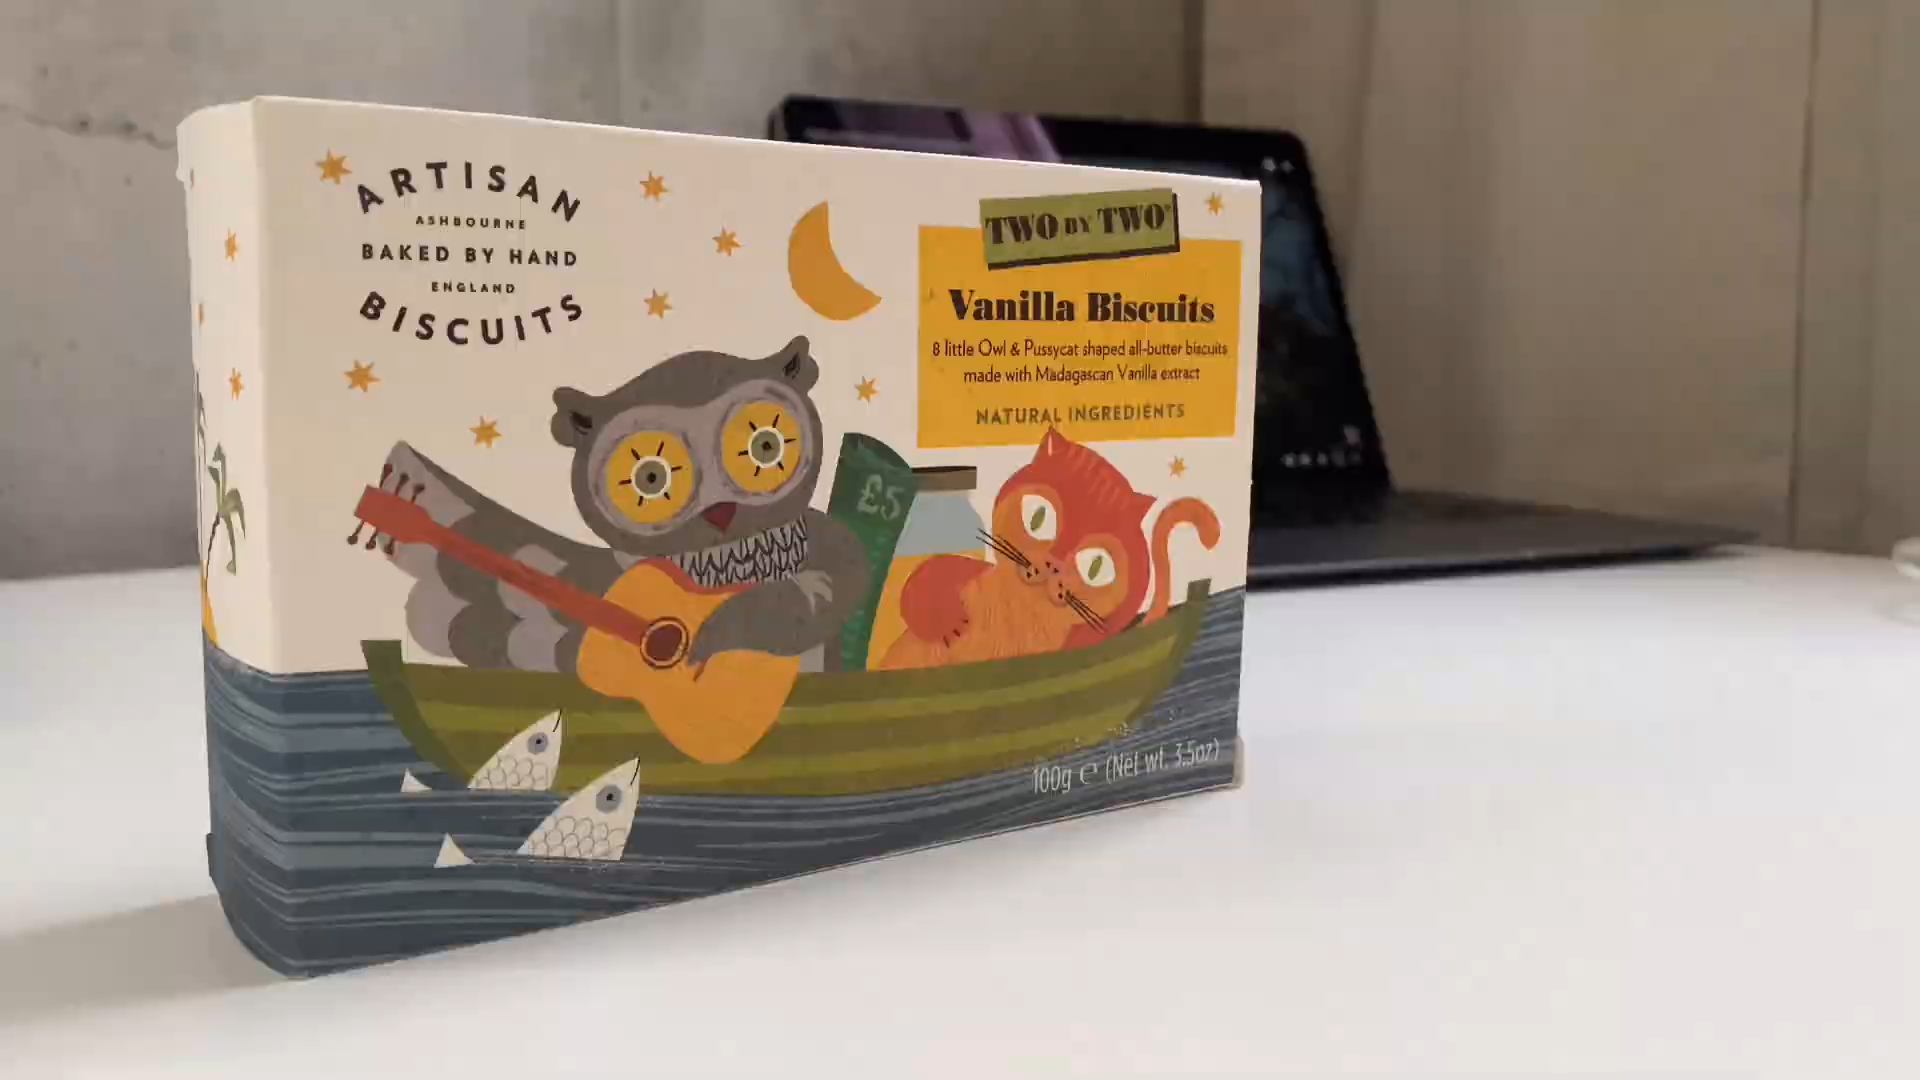 ARTISAN
ASHBOURNE
BAKED BY HAND
ENGLAND
BISCUITS
TWO BY TWO
Vanilla Biscuits
8 little Owl & Pussycat shaped all-butter biscuits
made with Madagascan Vanilla extract
NATURAL INGREDIENTS
£5
100g ℮ (Net wt. 3.5oz)